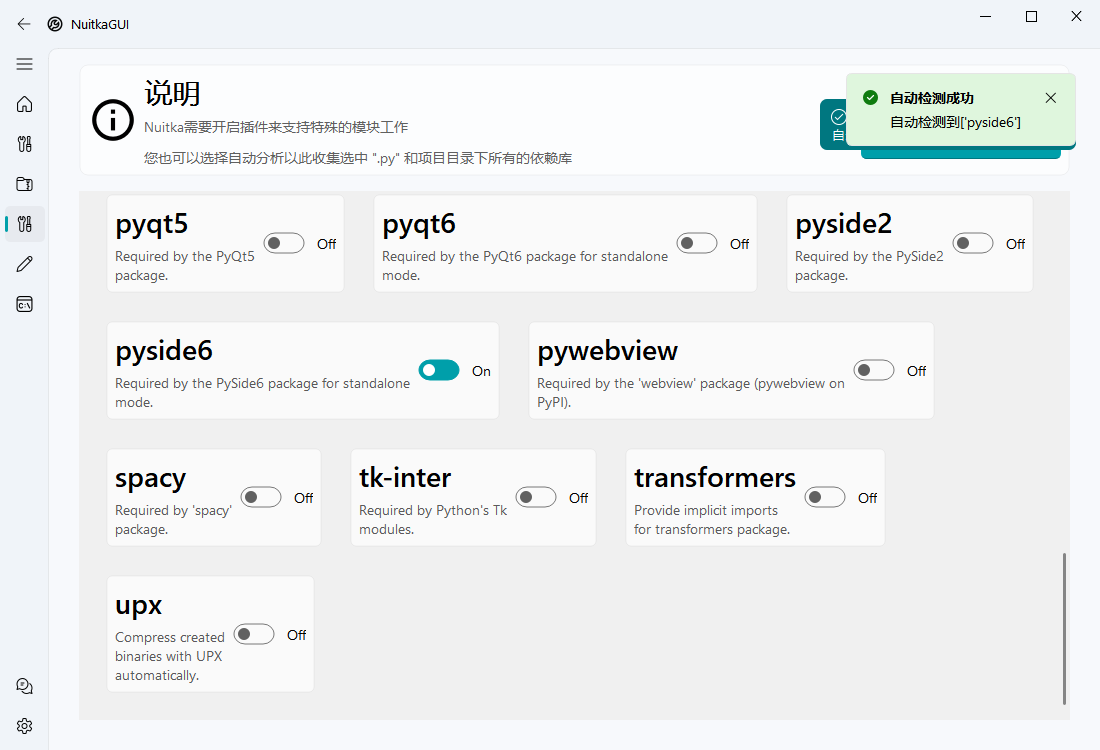 NuitkaGUI
说明
Nuitka需要开启插件来支持特殊的模块工作
您也可以选择自动分析以此收集选中 ".py" 和项目目录下所有的依赖库
自
自动检测成功
自动检测到['pyside6']
pyqt5
Required by the PyQt5
package.
Off
pyqt6
Required by the PyQt6 package for standalone
mode.
Off
pyside2
Required by the PySide2
package.
Off
pyside6
Required by the PySide6 package for standalone
mode.
On
pywebview
Required by the 'webview' package (pywebview on
PyPI).
Off
spacy
Required by 'spacy'
package.
Off
tk-inter
Required by Python's Tk
modules.
Off
transformers
Provide implicit imports
for transformers package.
Off
upx
Compress created
binaries with UPX
automatically.
Off